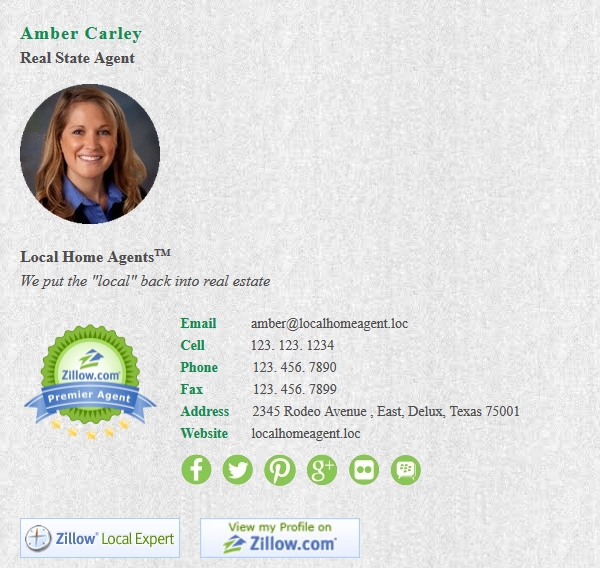 Amber Carley
Real State Agent
Local Home Agents™
We put the "local" back into real estate
Zillow.com®
Premier Agent
Email amber@localhomeagent.loc
Cell 123. 123. 1234
Phone 123. 456. 7890
Fax 123. 456. 7899
Address 2345 Rodeo Avenue , East, Delux, Texas 75001
Website localhomeagent.loc
f
g+
Zillow® Local Expert
View my Profile on
Zillow.com®